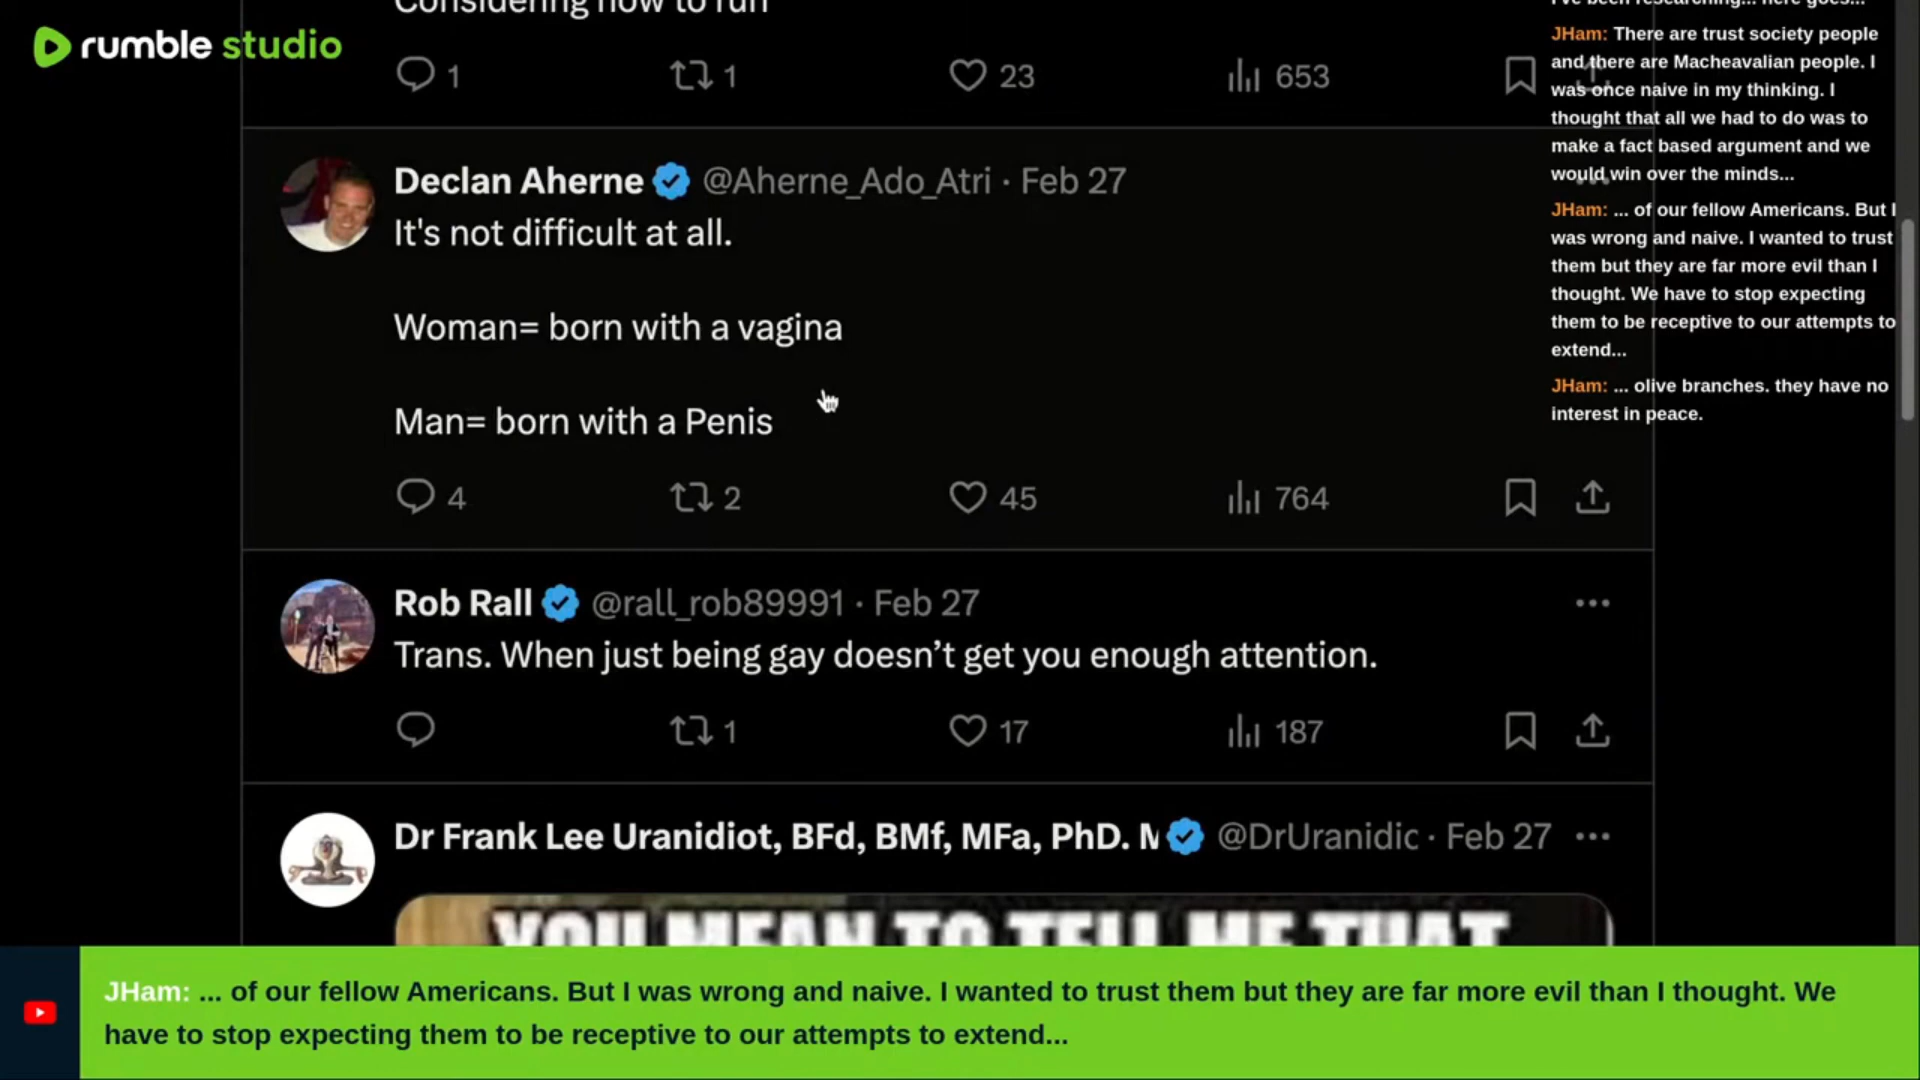 Considering how to run
rumble studio
1 1 23 653
Declan Aherne @Aherne_Ado_Atri · Feb 27
It's not difficult at all.
Woman= born with a vagina
Man= born with a Penis
4 2 45 764
Rob Rall @rall_rob89991 · Feb 27
Trans. When just being gay doesn’t get you enough attention.
1 17 187
Dr Frank Lee Uranidiot, BFd, BMf, MFa, PhD. M @DrUranidic · Feb 27
YOU MEAN TO TELL ME THAT
I've been researching... here goes...
JHam: There are trust society people
and there are Macheavalian people. I
was once naive in my thinking. I
thought that all we had to do was to
make a fact based argument and we
would win over the minds...
JHam: ... of our fellow Americans. But I
was wrong and naive. I wanted to trust
them but they are far more evil than I
thought. We have to stop expecting
them to be receptive to our attempts to
extend...
JHam: ... olive branches. they have no
interest in peace.
JHam: ... of our fellow Americans. But I was wrong and naive. I wanted to trust them but they are far more evil than I thought. We
have to stop expecting them to be receptive to our attempts to extend...